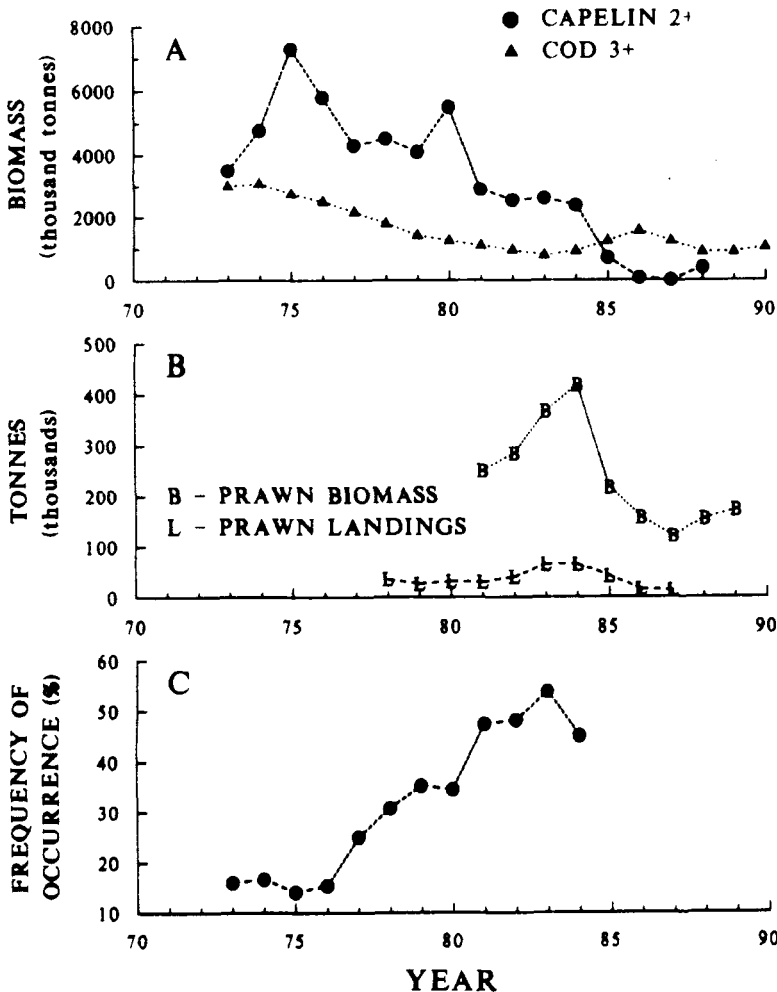 CAPELIN 2+
COD 3+
A
BIOMASS
(thousand tonnes)
8000
6000
4000
2000
0
70 75 80 85 90
B
TONNES
(thousands)
500
400
300
200
100
0
B - PRAWN BIOMASS
L - PRAWN LANDINGS
B B B B B B B B B
L L L L L L L L L L
70 75 80 85 90
C
FREQUENCY OF
OCCURRENCE (%)
60
50
40
30
20
10
70 75 80 85 90
YEAR